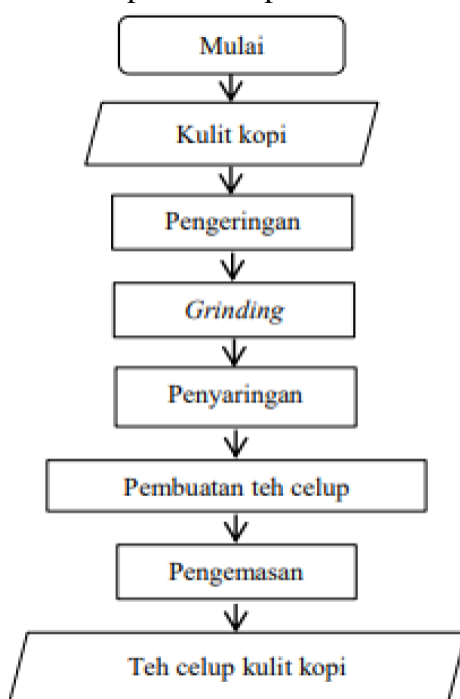 Mulai
Kulit kopi
Pengeringan
Grinding
Penyaringan
Pembuatan teh celup
Pengemasan
Teh celup kulit kopi